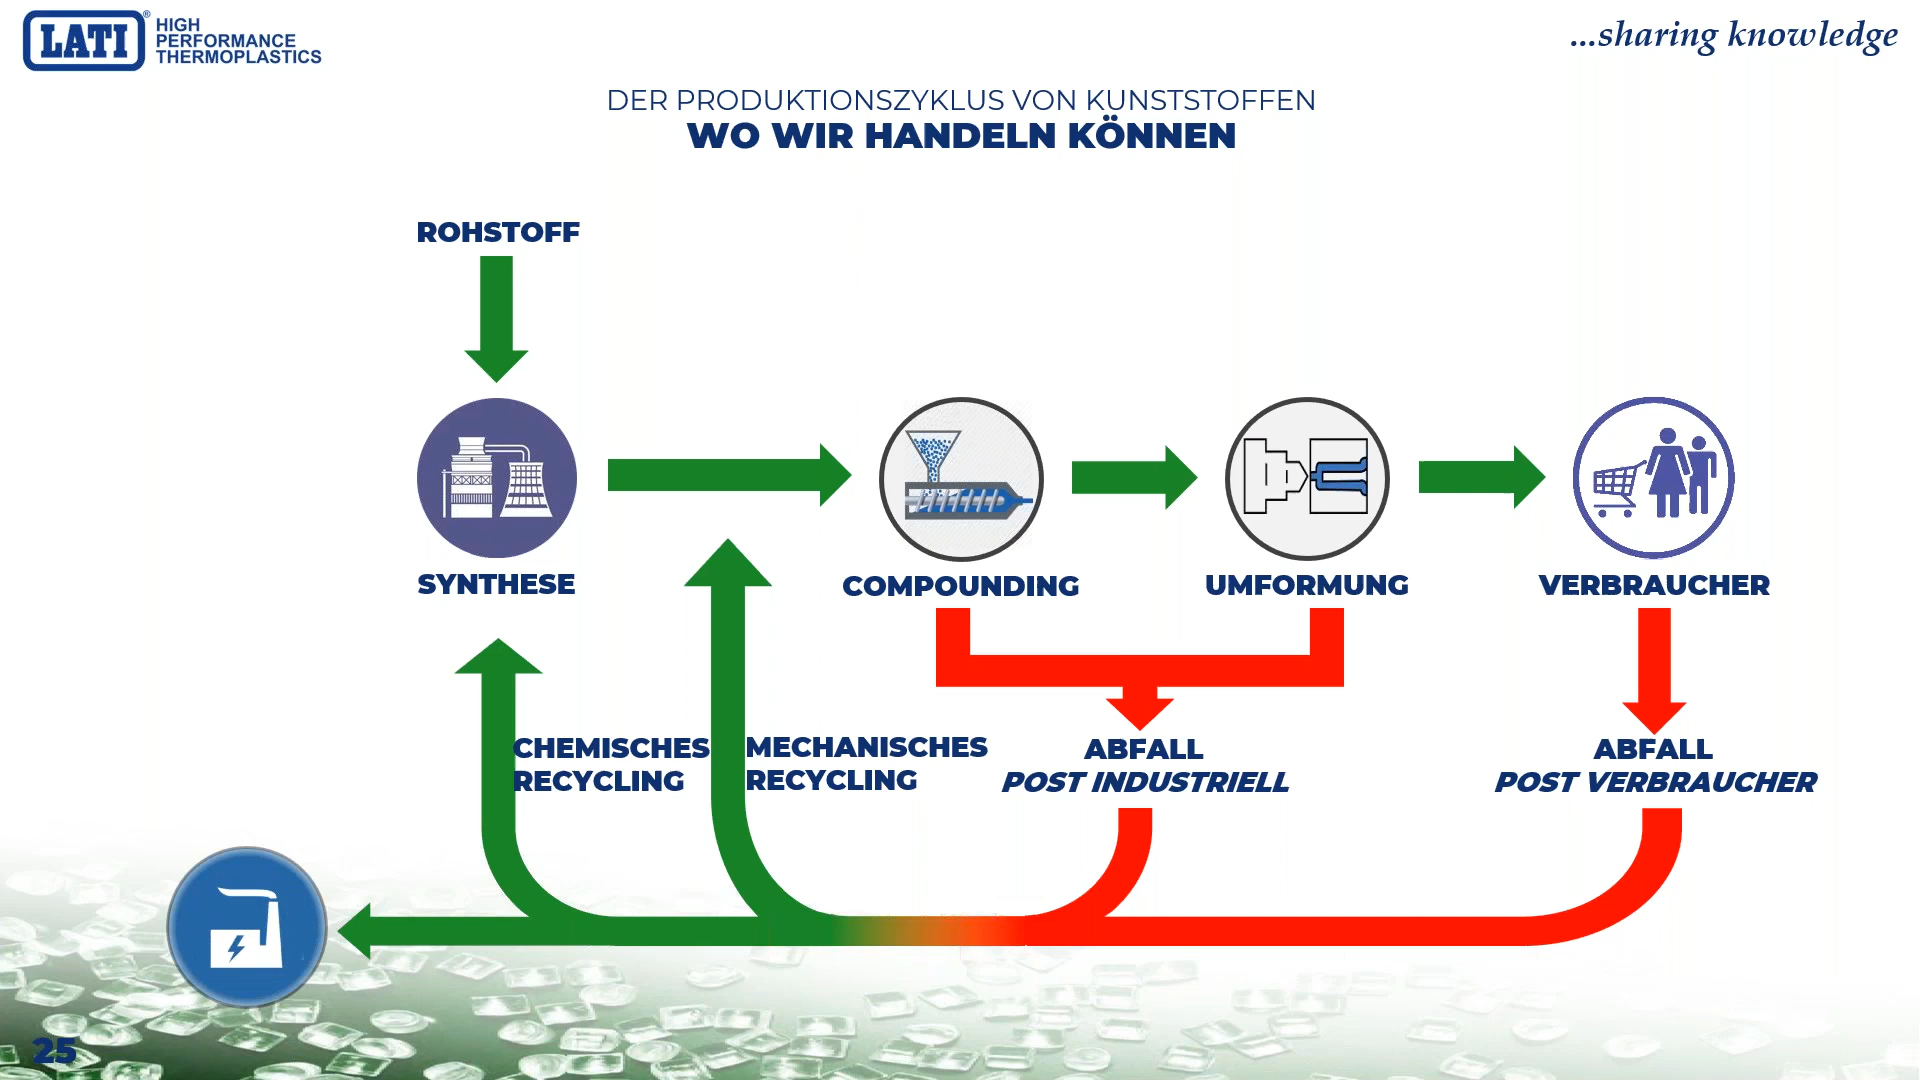 LATI®
HIGH
PERFORMANCE
THERMOPLASTICS
...sharing knowledge
DER PRODUKTIONSZYKLUS VON KUNSTSTOFFEN
WO WIR HANDELN KÖNNEN
ROHSTOFF
SYNTHESE
COMPOUNDING
UMFORMUNG
VERBRAUCHER
CHEMISCHES
RECYCLING
MECHANISCHES
RECYCLING
ABFALL
POST INDUSTRIELL
ABFALL
POST VERBRAUCHER
25